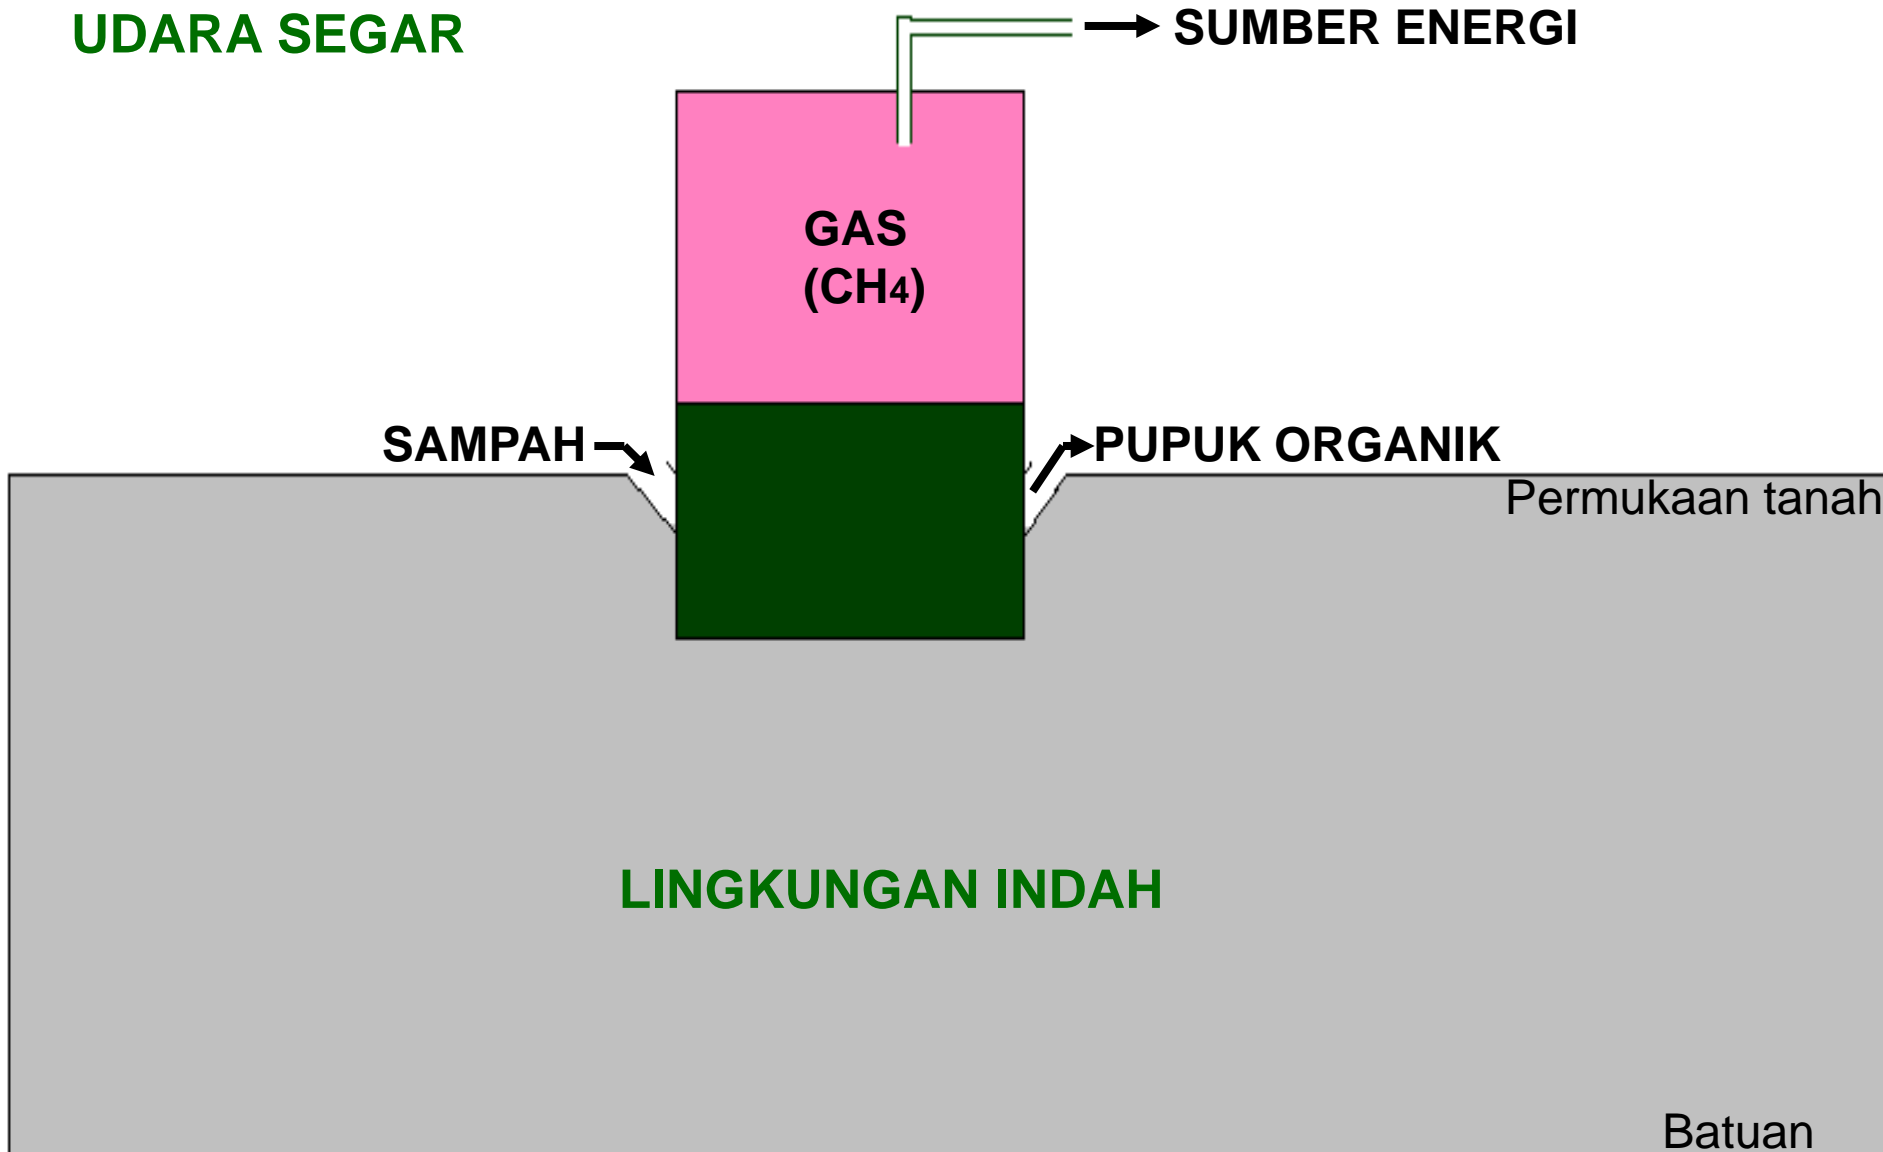 UDARA SEGAR
SUMBER ENERGI
GAS
(CH4)
SAMPAH
PUPUK ORGANIK
Permukaan tanah
LINGKUNGAN INDAH
Batuan